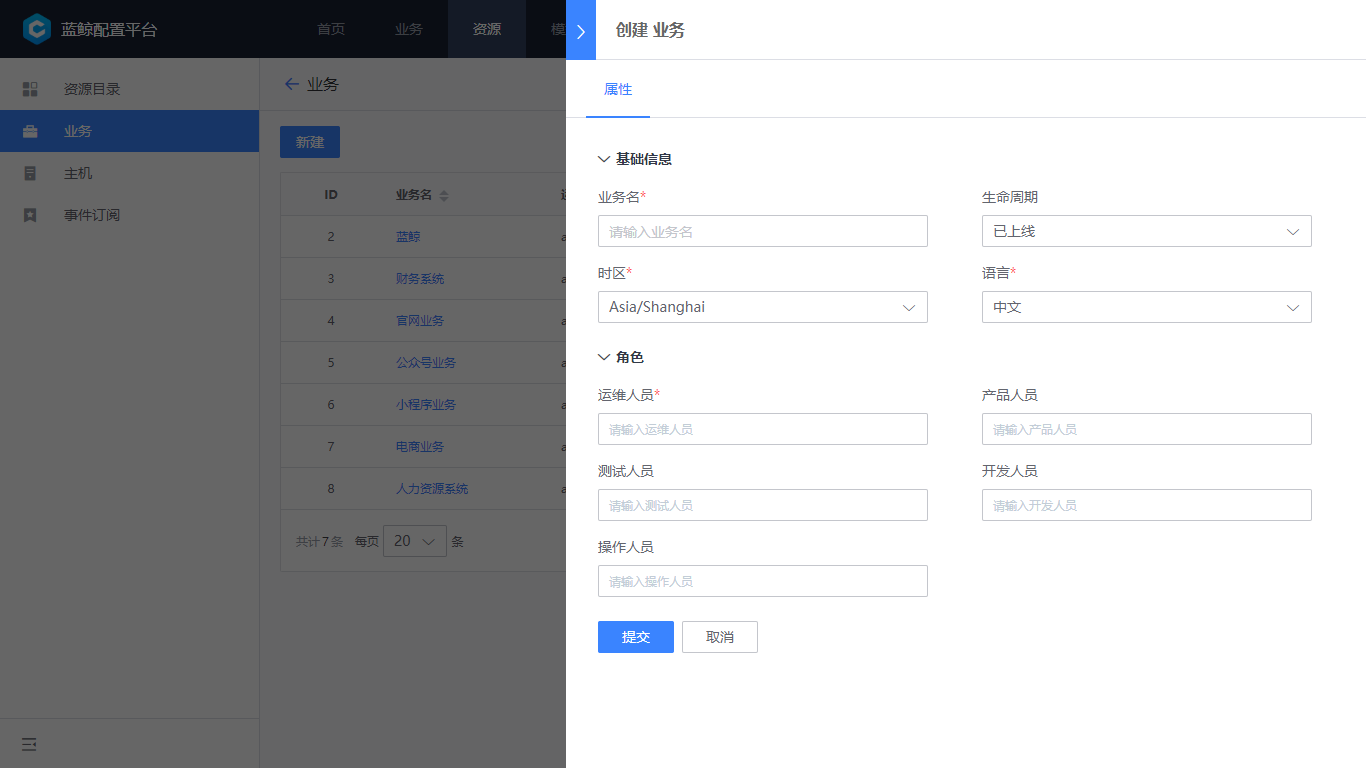 蓝鲸配置平台
首页 业务 资源
创建 业务
资源目录
业务
主机
事件订阅
业务
新建
ID 业务名
2 蓝鲸
3 财务系统
4 官网业务
5 公众号业务
6 小程序业务
7 电商业务
8 人力资源系统
共计 7 条 每页 20 条
属性
基础信息
业务名* 生命周期
请输入业务名 已上线
时区* 语言*
Asia/Shanghai 中文
角色
运维人员* 产品人员
请输入运维人员 请输入产品人员
测试人员 开发人员
请输入测试人员 请输入开发人员
操作人员
请输入操作人员
提交 取消